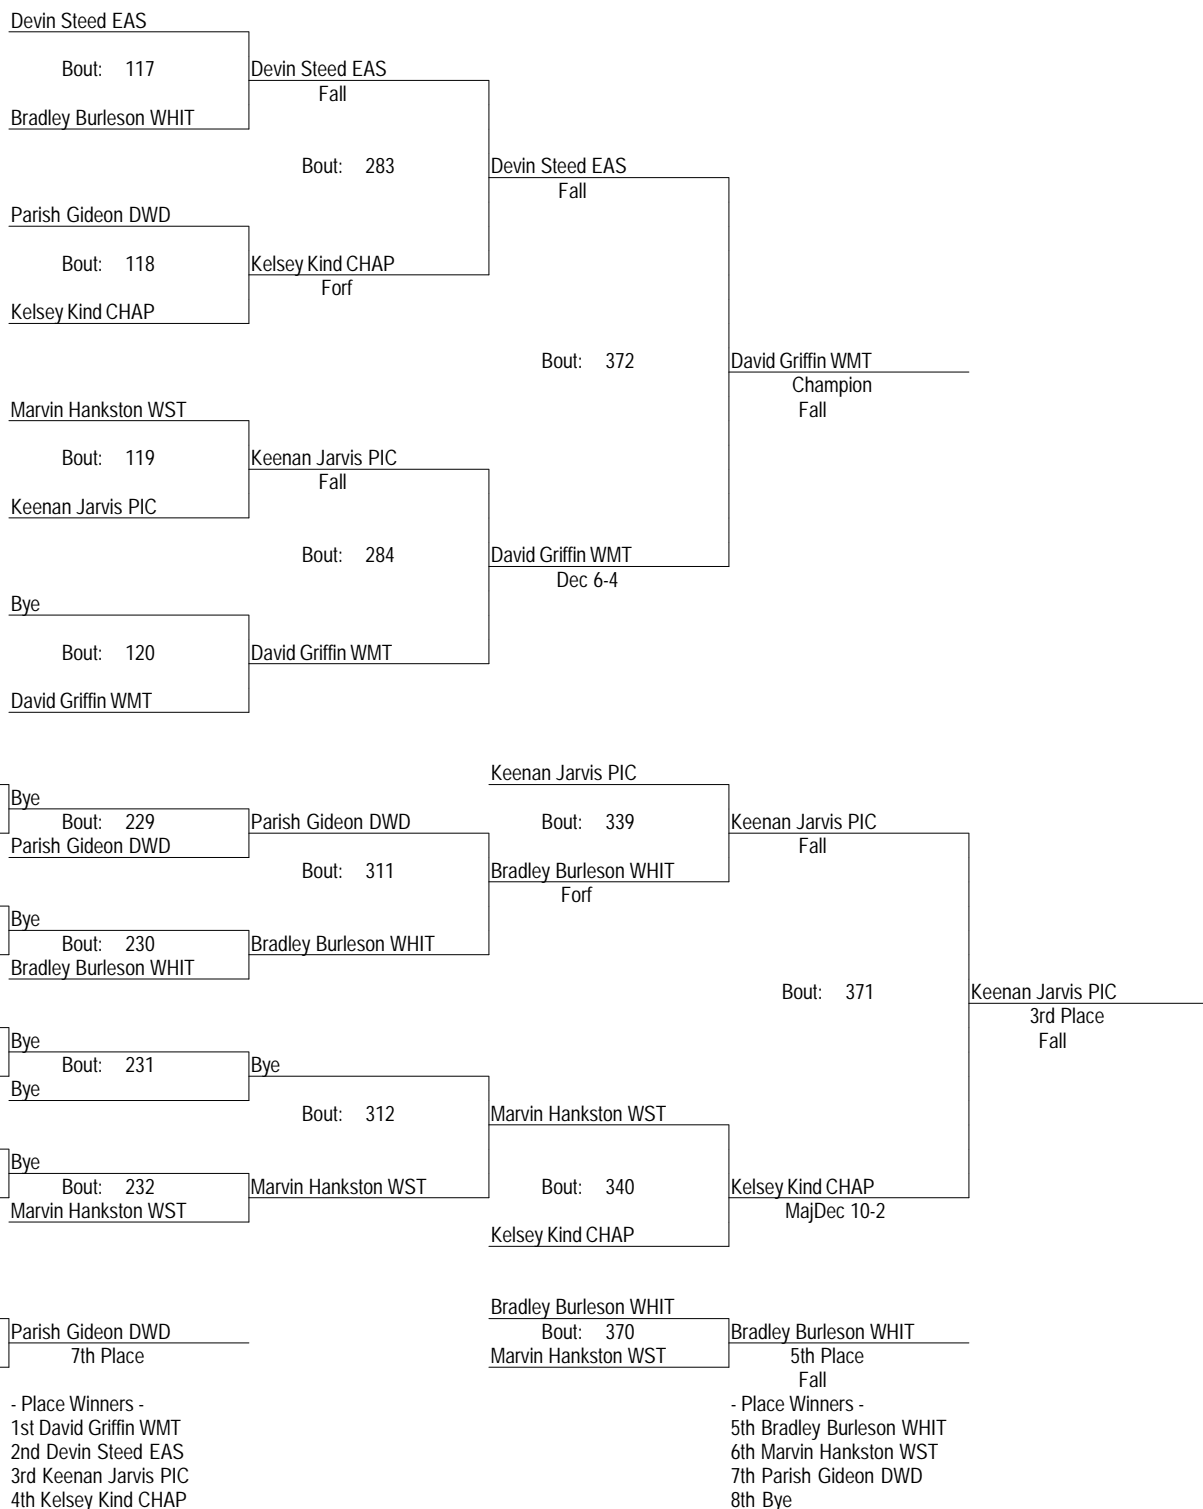 Devin Steed EAS
Bout: 117
Devin Steed EAS
Fall
Bradley Burleson WHIT
Bout: 283
Devin Steed EAS
Fall
Parish Gideon DWD
Bout: 118
Kelsey Kind CHAP
Forf
Kelsey Kind CHAP
Bout: 372
David Griffin WMT
Champion
Fall
Marvin Hankston WST
Bout: 119
Keenan Jarvis PIC
Fall
Keenan Jarvis PIC
Bout: 284
David Griffin WMT
Dec 6-4
Bye
Bout: 120
David Griffin WMT
David Griffin WMT
Keenan Jarvis PIC
Bye
Bout: 229
Parish Gideon DWD
Bout: 339
Keenan Jarvis PIC
Parish Gideon DWD
Fall
Bout: 311
Bradley Burleson WHIT
Forf
Bye
Bout: 230
Bradley Burleson WHIT
Bradley Burleson WHIT
Bout: 371
Keenan Jarvis PIC
3rd Place
Fall
Bye
Bout: 231
Bye
Bye
Bout: 312
Marvin Hankston WST
Bye
Bout: 232
Marvin Hankston WST
Bout: 340
Kelsey Kind CHAP
Marvin Hankston WST
MajDec 10-2
Kelsey Kind CHAP
Bradley Burleson WHIT
Parish Gideon DWD
Bout: 370
Bradley Burleson WHIT
7th Place
Marvin Hankston WST
5th Place
Fall
- Place Winners -
1st David Griffin WMT
2nd Devin Steed EAS
3rd Keenan Jarvis PIC
4th Kelsey Kind CHAP
- Place Winners -
5th Bradley Burleson WHIT
6th Marvin Hankston WST
7th Parish Gideon DWD
8th Bye